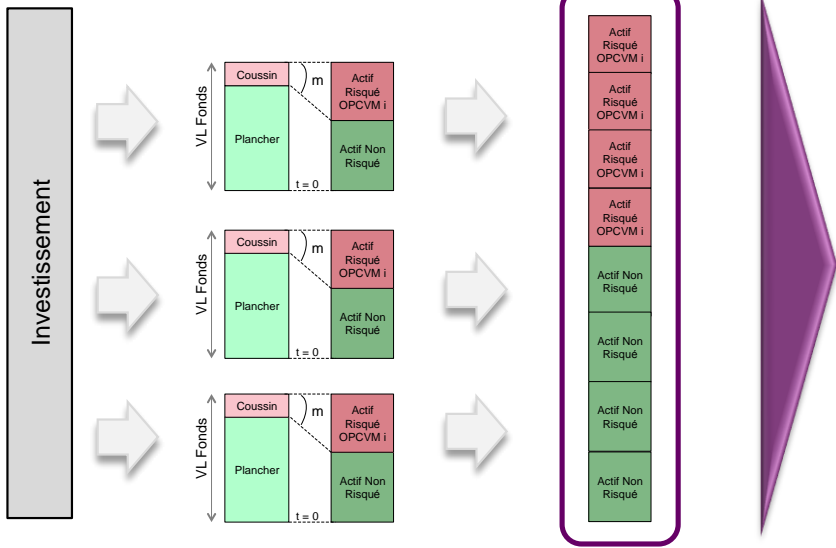 Investissement
VL Fonds
Coussin
Plancher
m
t = 0
Actif
Risqué
OPCVM i
Actif Non
Risqué
VL Fonds
Coussin
Plancher
m
t = 0
Actif
Risqué
OPCVM i
Actif Non
Risqué
VL Fonds
Coussin
Plancher
m
t = 0
Actif
Risqué
OPCVM i
Actif Non
Risqué
Actif
Risqué
OPCVM i
Actif
Risqué
OPCVM i
Actif
Risqué
OPCVM i
Actif
Risqué
OPCVM i
Actif Non
Risqué
Actif Non
Risqué
Actif Non
Risqué
Actif Non
Risqué